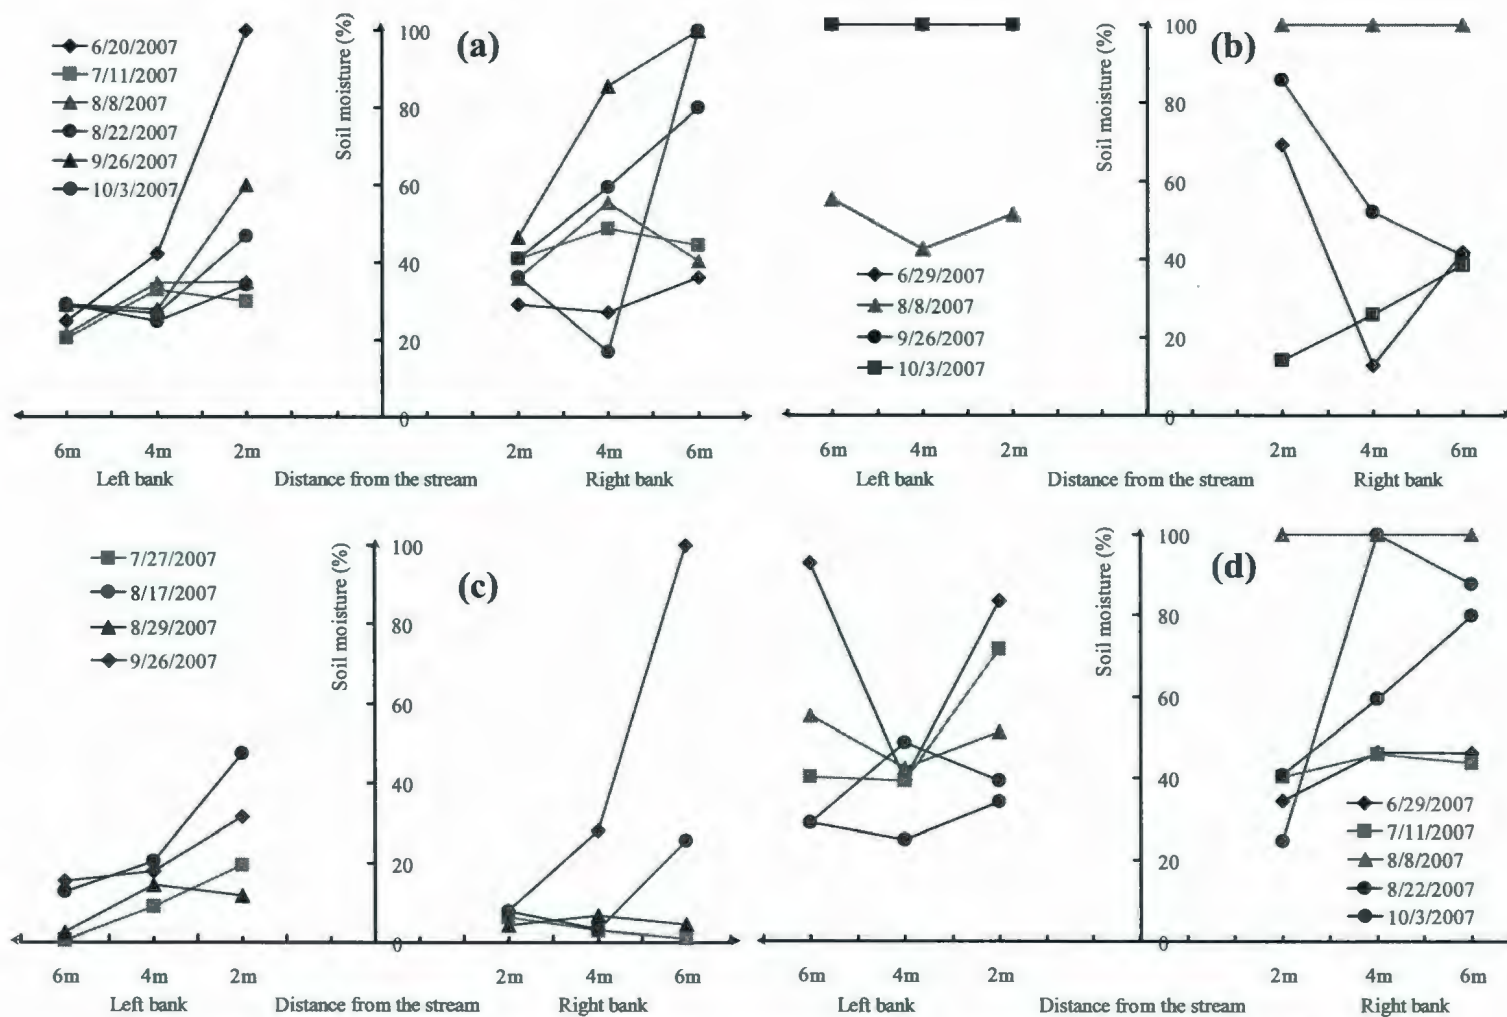 6/20/2007
7/11/2007
8/8/2007
8/22/2007
9/26/2007
10/3/2007
Soil moisture (%)
100
80
60
40
20
0
(a)
6m 4m 2m 2m 4m 6m
Left bank Distance from the stream Right bank
6/29/2007
8/8/2007
9/26/2007
10/3/2007
Soil moisture (%)
100
80
60
40
20
0
(b)
6m 4m 2m 2m 4m 6m
Left bank Distance from the stream Right bank
7/27/2007
8/17/2007
8/29/2007
9/26/2007
Soil moisture (%)
100
80
60
40
20
0
(c)
6m 4m 2m 2m 4m 6m
Left bank Distance from the stream Right bank
Soil moisture (%)
100
80
60
40
20
0
(d)
6/29/2007
7/11/2007
8/8/2007
8/22/2007
10/3/2007
6m 4m 2m 2m 4m 6m
Left bank Distance from the stream Right bank